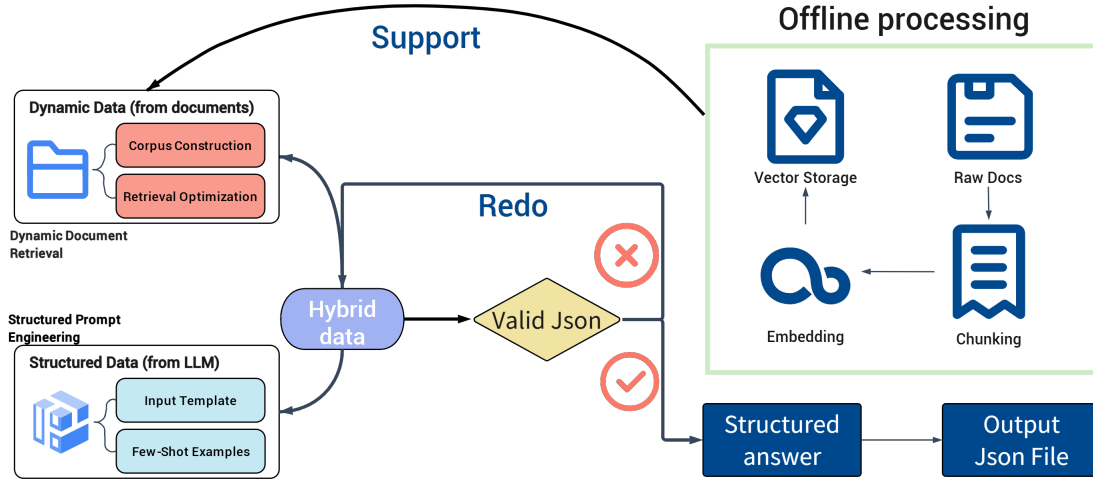 Offline processing
Support
Dynamic Data (from documents)
Corpus Construction
Retrieval Optimization
Dynamic Document
Retrieval
Vector Storage
Raw Docs
Embedding
Chunking
Redo
Hybrid
data
Valid Json
Structured Prompt
Engineering
Structured Data (from LLM)
Input Template
Few-Shot Examples
Structured
answer
Output
Json File